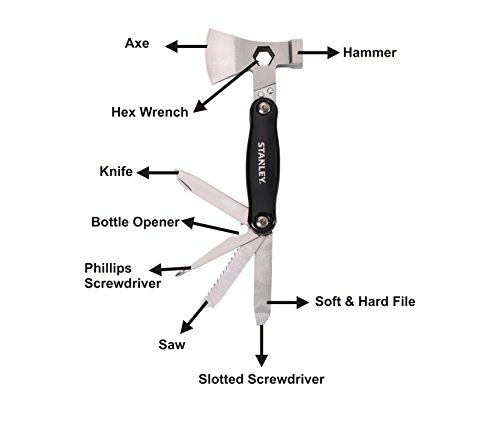 Axe
Hammer
Hex Wrench
STANLEY
Knife
Bottle Opener
Phillips
Screwdriver
Soft & Hard File
Saw
Slotted Screwdriver